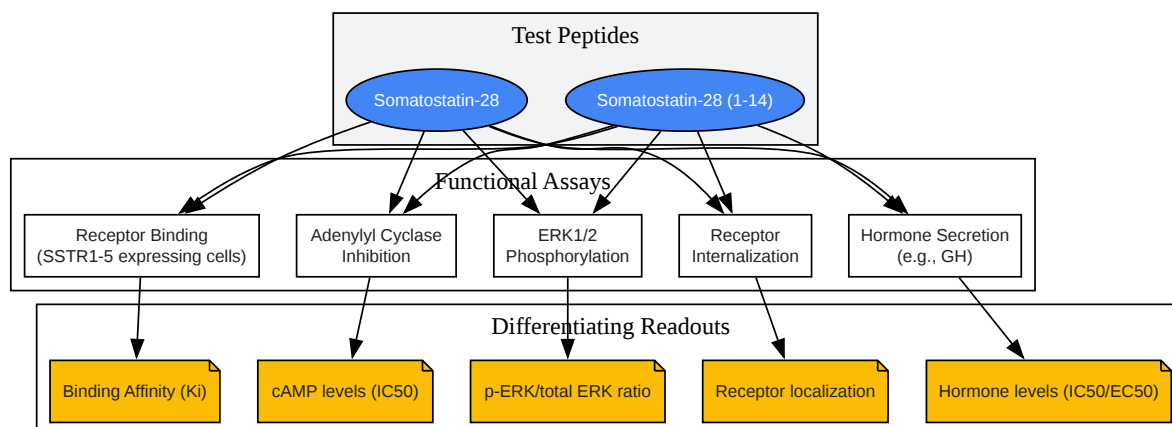 Test Peptides
Somatostatin-28
Somatostatin-28 (1-14)
Functional Assays
Receptor Binding
(SSTR1-5 expressing cells)
Adenylyl Cyclase
Inhibition
ERK1/2
Phosphorylation
Receptor
Internalization
Hormone Secretion
(e.g., GH)
Differentiating Readouts
Binding Affinity (Ki)
cAMP levels (IC50)
p-ERK/total ERK ratio
Receptor localization
Hormone levels (IC50/EC50)